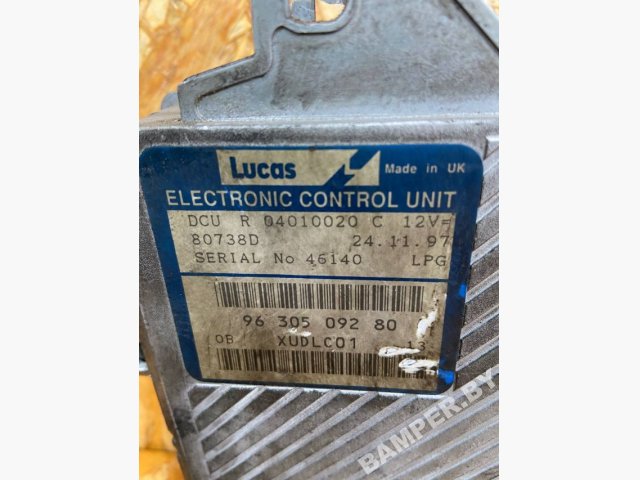 Lucas Made in UK
ELECTRONIC CONTROL UNIT
DCU R 04010020 C 12V=
80738D 24.11.97
SERIAL No 46140 LPG
96 305 092 80
OB XUDLC01 13
BAMPER.BY